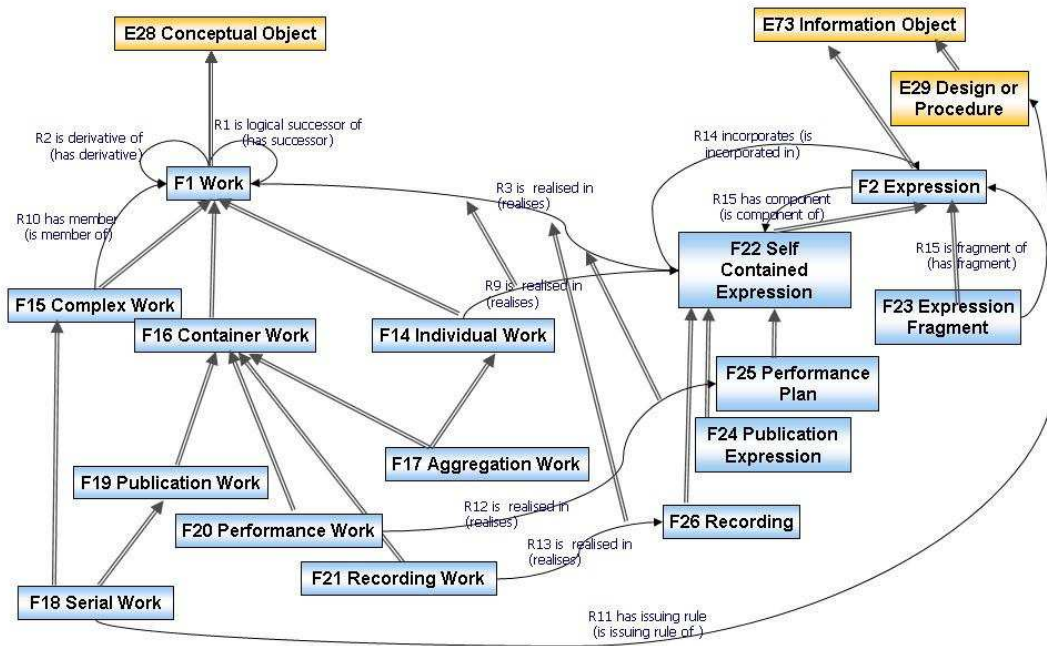 E28 Conceptual Object
E73 Information Object
E29 Design or
Procedure
R2 is derivative of
(has derivative)
R1 is logical successor of
(has successor)
R14 incorporates (is
incorporated in)
F1 Work
R3 is realised in
(realises)
F2 Expression
R15 has component
(is component of)
R10 has member
(is member of)
F22 Self
Contained
Expression
R15 is fragment of
(has fragment)
R9 is realised in
(realises)
F15 Complex Work
F16 Container Work
F14 Individual Work
F23 Expression
Fragment
F25 Performance
Plan
F24 Publication
Expression
F17 Aggregation Work
F19 Publication Work
R12 is realised in
(realises)
F20 Performance Work
F26 Recording
R13 is realised in
(realises)
F21 Recording Work
F18 Serial Work
R11 has issuing rule
(is issuing rule of )